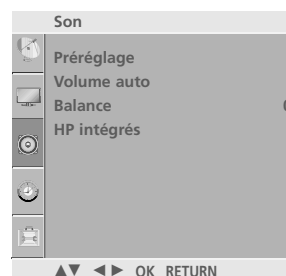 Son
Préréglage
Volume auto
Balance
HP intégrés
▲▼ ◄► OK RETURN